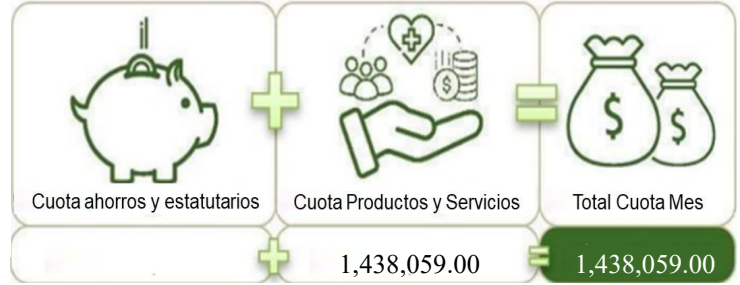 Cuota ahorros y estatutarios
Cuota Productos y Servicios
Total Cuota Mes
1,438,059.00
1,438,059.00